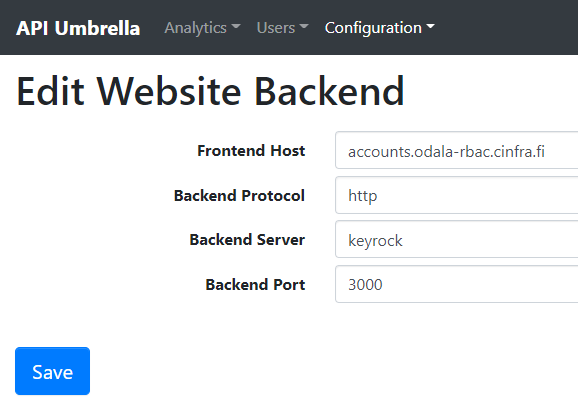 API Umbrella Analytics Users Configuration
Edit Website Backend
Frontend Host accounts.odala-rbac.cinfra.fi
Backend Protocol http
Backend Server keyrock
Backend Port 3000
Save